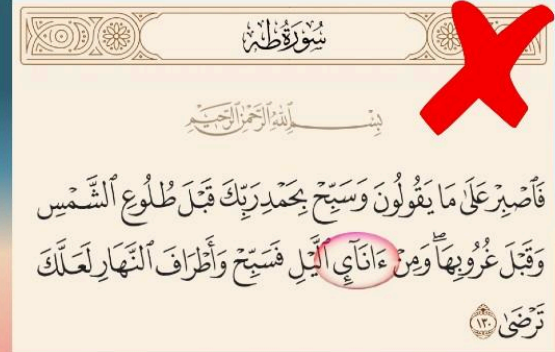 سُورَةُ طه
بِسْمِ ٱللَّهِ ٱلرَّحْمَٰنِ ٱلرَّحِيمِ
فَٱصْبِرْ عَلَىٰ مَا يَقُولُونَ وَسَبِّحْ بِحَمْدِ رَبِّكَ قَبْلَ طُلُوعِ ٱلشَّمْسِ
وَقَبْلَ غُرُوبِهَاۖ وَمِنْ ءَانَآيِ ٱلَّيْلِ فَسَبِّحْ وَأَطْرَافَ ٱلنَّهَارِ لَعَلَّكَ
تَرْضَىٰ ١٣٠